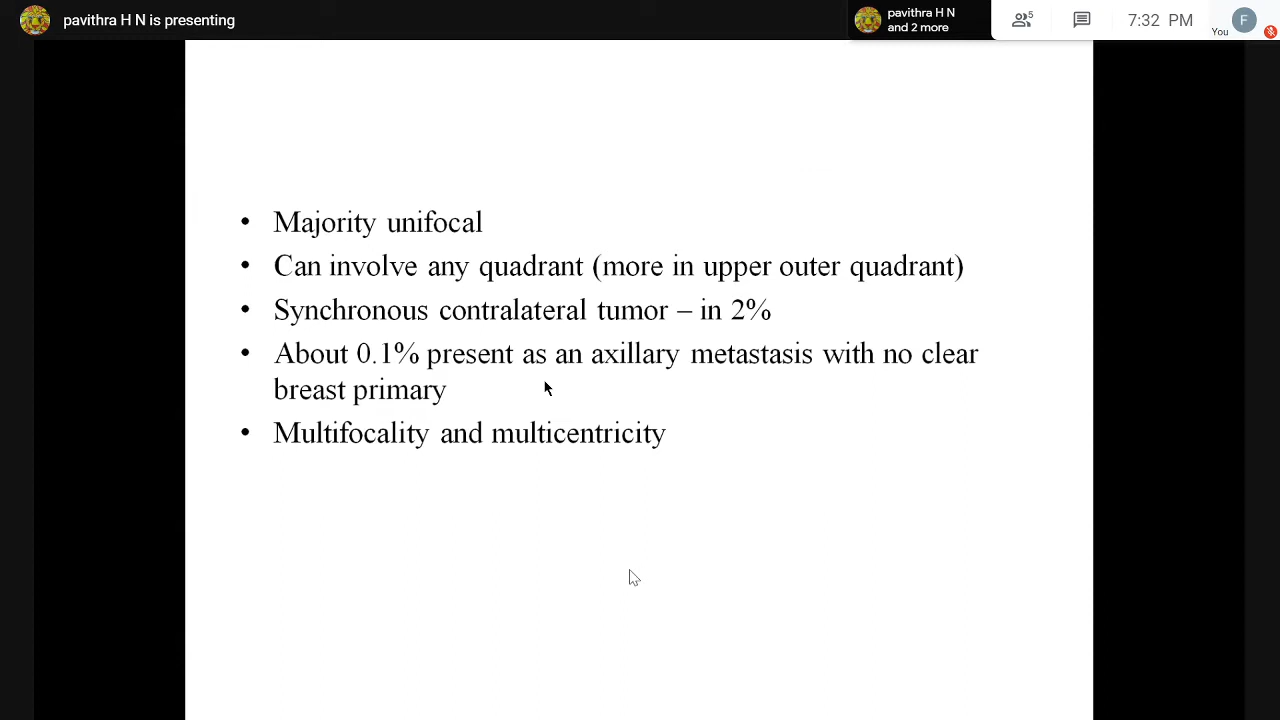 pavithra H N is presenting
pavithra H N
and 2 more
5
7:32 PM
You
F
• Majority unifocal
• Can involve any quadrant (more in upper outer quadrant)
• Synchronous contralateral tumor – in 2%
• About 0.1% present as an axillary metastasis with no clear
breast primary
• Multifocality and multicentricity